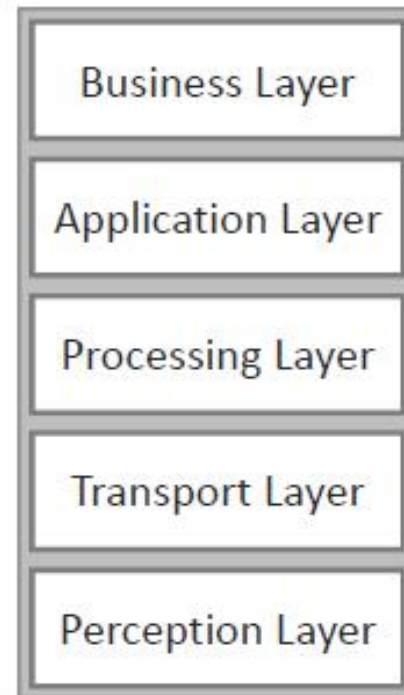 Business Layer
Application Layer
Processing Layer
Transport Layer
Perception Layer